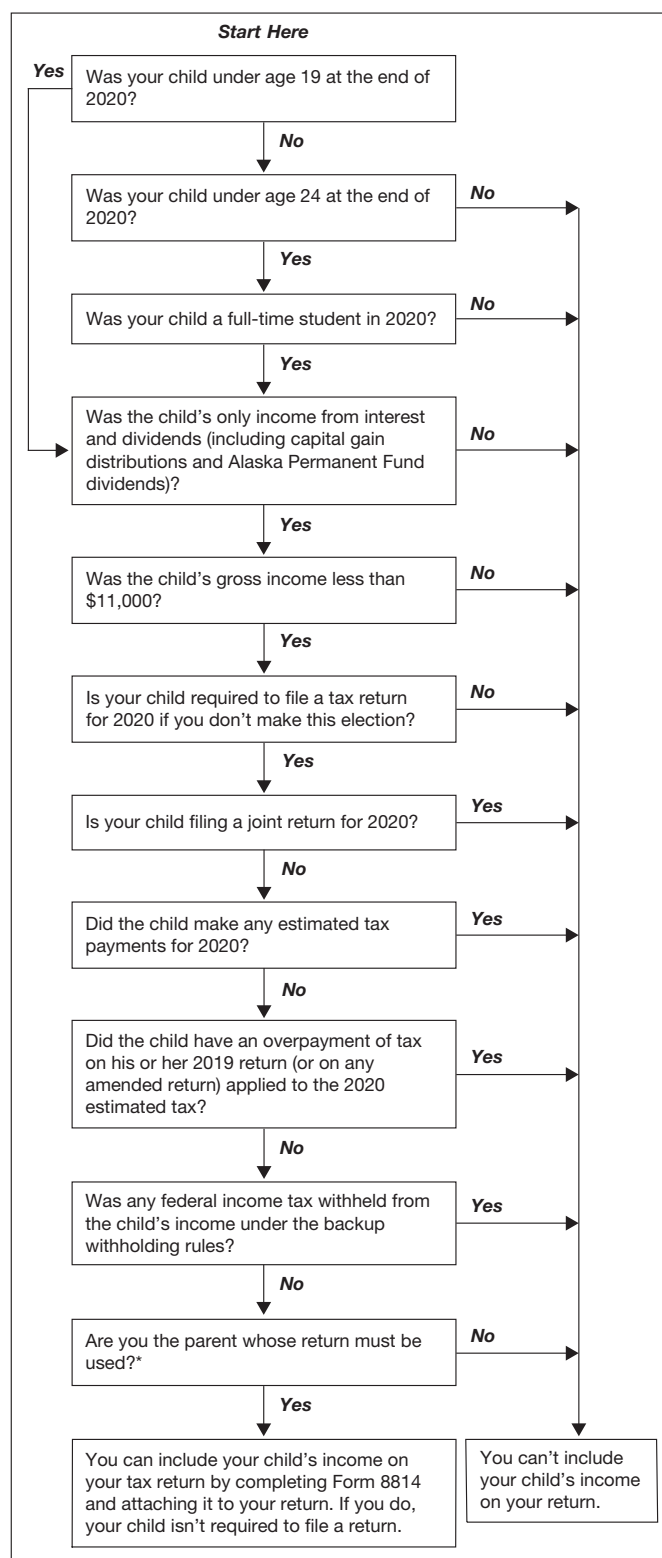 Start Here
Yes
Was your child under age 19 at the end of
2020?
No
Was your child under age 24 at the end of
2020?
No
Yes
Was your child a full-time student in 2020?
No
Yes
Was the child's only income from interest
and dividends (including capital gain
distributions and Alaska Permanent Fund
dividends)?
No
Yes
Was the child's gross income less than
$11,000?
No
Yes
Is your child required to file a tax return
for 2020 if you don't make this election?
No
Yes
Is your child filing a joint return for 2020?
Yes
No
Did the child make any estimated tax
payments for 2020?
Yes
No
Did the child have an overpayment of tax
on his or her 2019 return (or on any
amended return) applied to the 2020
estimated tax?
Yes
No
Was any federal income tax withheld from
the child's income under the backup
withholding rules?
Yes
No
Are you the parent whose return must be
used?*
No
Yes
You can include your child's income on
your tax return by completing Form 8814
and attaching it to your return. If you do,
your child isn't required to file a return.
You can't include
your child's income
on your return.